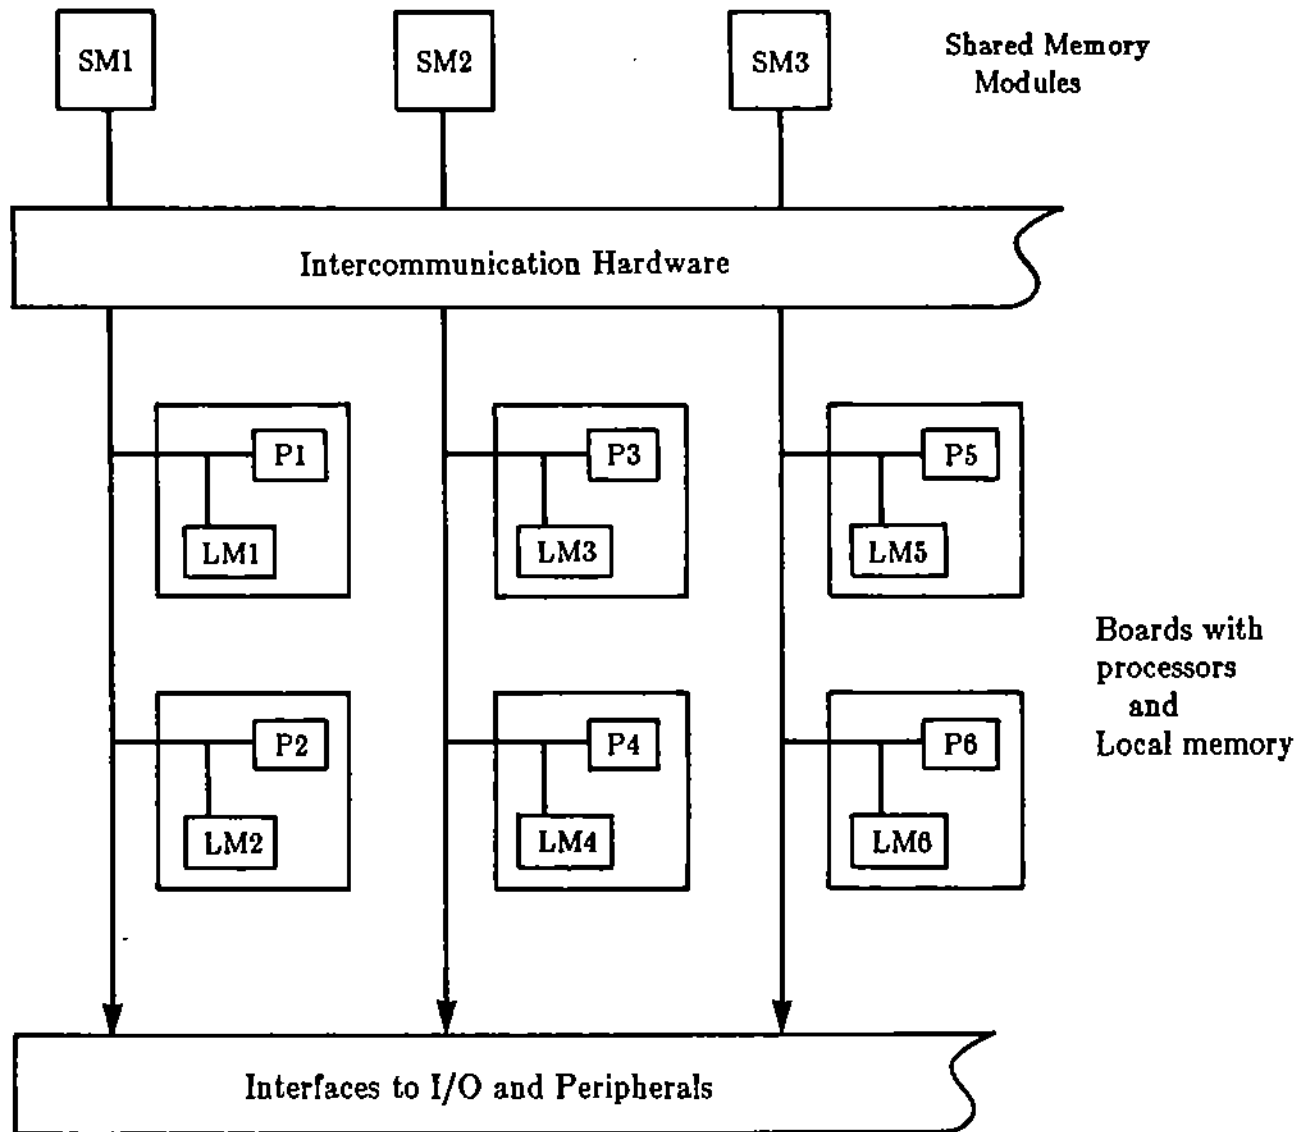 SM1
SM2
SM3
Shared Memory
Modules
Intercommunication Hardware
P1
P3
P5
LM1
LM3
LM5
Boards with
processors
and
Local memory
P2
P4
P6
LM2
LM4
LM6
Interfaces to I/O and Peripherals